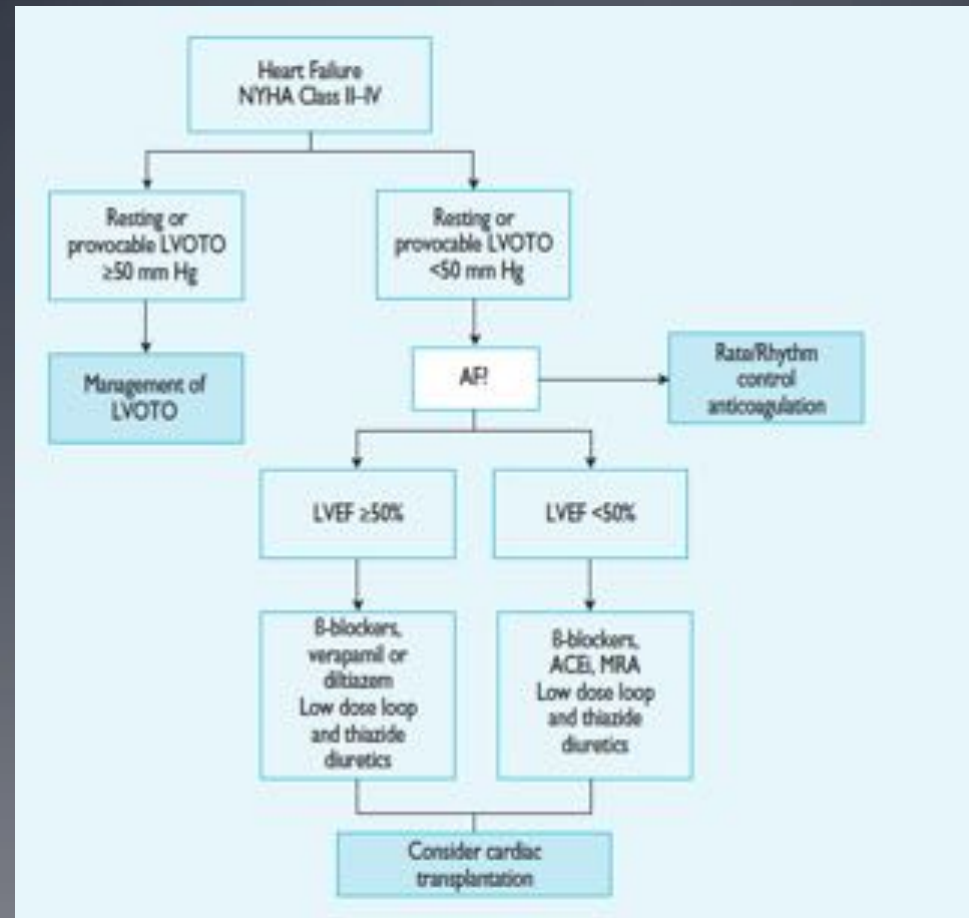 Heart Failure
NYHA Class II–IV
Resting or
provocable LVOTO
≥50 mm Hg
Resting or
provocable LVOTO
<50 mm Hg
Management of
LVOTO
AF?
Rate/Rhythm
control
anticoagulation
LVEF ≥50%
LVEF <50%
ß-blockers,
verapamil or
diltiazem
Low dose loop
and thiazide
diuretics
ß-blockers,
ACEi, MRA
Low dose loop
and thiazide
diuretics
Consider cardiac
transplantation